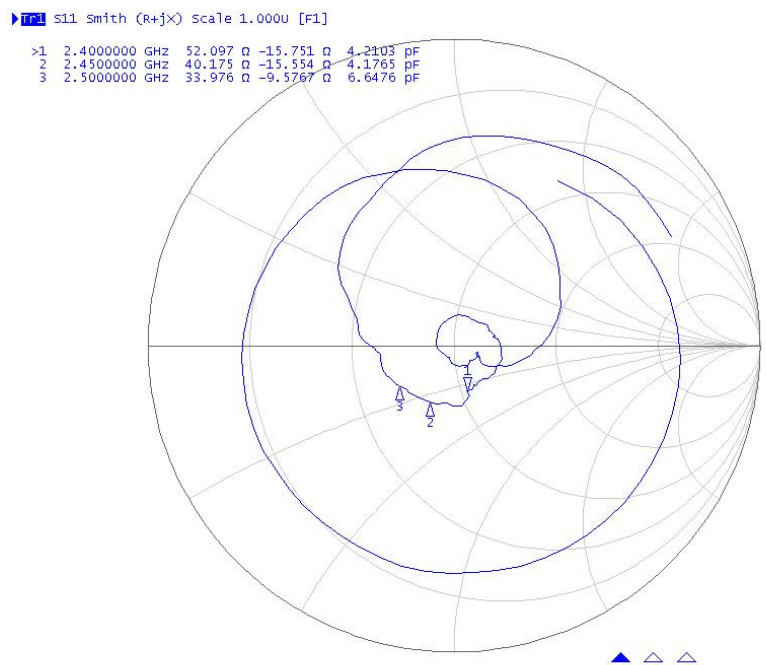 Tr1 S11 Smith (R+jX) Scale 1.000U [F1]
>1 2.4000000 GHz 52.097 Ω -15.751 Ω 4.2103 pF
2 2.4500000 GHz 40.175 Ω -15.554 Ω 4.1765 pF
3 2.5000000 GHz 33.976 Ω -9.5767 Ω 6.6476 pF
1
3
2